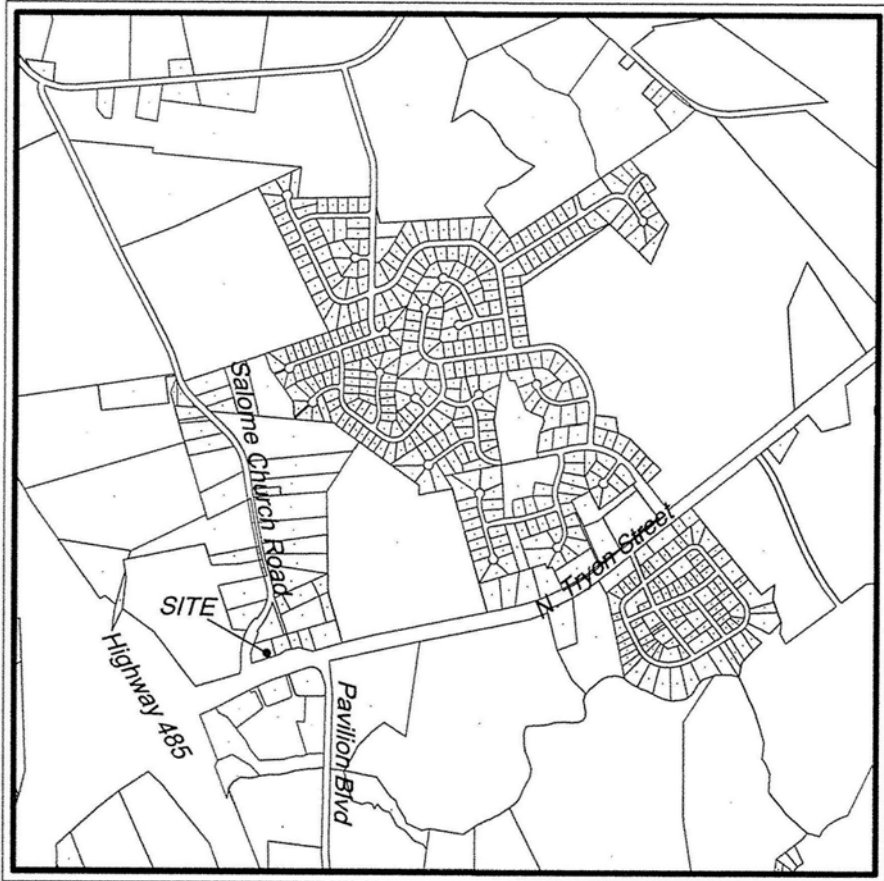 Salome Church Road
N. Tryon Street
SITE
Highway 485
Pavilion Blvd